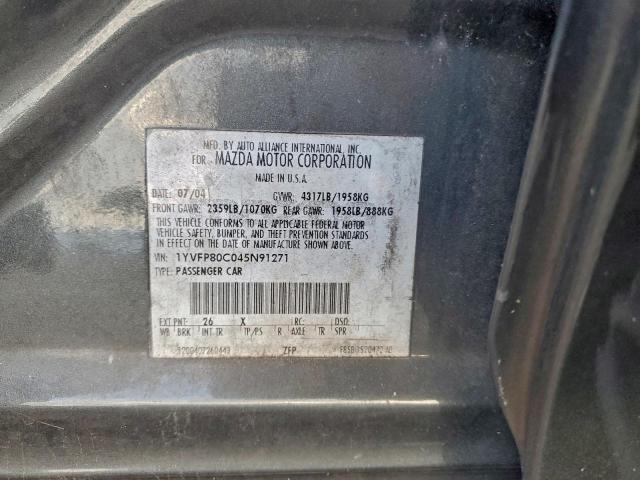 MFD. BY AUTO ALLIANCE INTERNATIONAL, INC.
FOR MAZDA MOTOR CORPORATION
MADE IN U.S.A.
DATE: 07/04 GVWR: 4317LB/1958KG
FRONT GAWR: 2359LB/1070KG REAR GAWR: 1958LB/888KG
THIS VEHICLE CONFORMS TO ALL APPLICABLE FEDERAL MOTOR
VEHICLE SAFETY, BUMPER, AND THEFT PREVENTION STANDARDS
IN EFFECT ON THE DATE OF MANUFACTURE SHOWN ABOVE.
VIN: 1YVFP80C045N91271
TYPE: PASSENGER CAR
EXT PNT: 26 X RC: DSO:
WB BRK INT TR TP/PS R AXLE TR SPR
ZFP